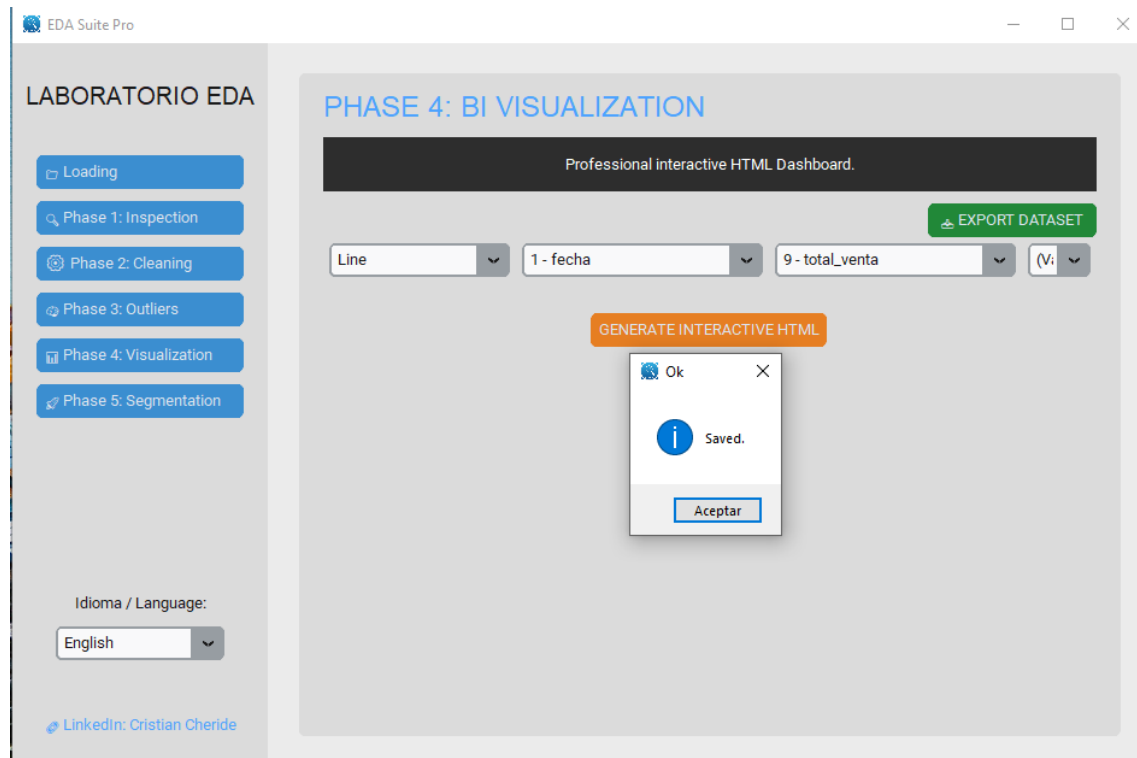 EDA Suite Pro
LABORATORIO EDA
Loading
Phase 1: Inspection
Phase 2: Cleaning
Phase 3: Outliers
Phase 4: Visualization
Phase 5: Segmentation
Idioma / Language:
English
LinkedIn: Cristian Cheride
PHASE 4: BI VISUALIZATION
Professional interactive HTML Dashboard.
EXPORT DATASET
Line
1 - fecha
9 - total_venta
GENERATE INTERACTIVE HTML
Ok
Saved.
Aceptar